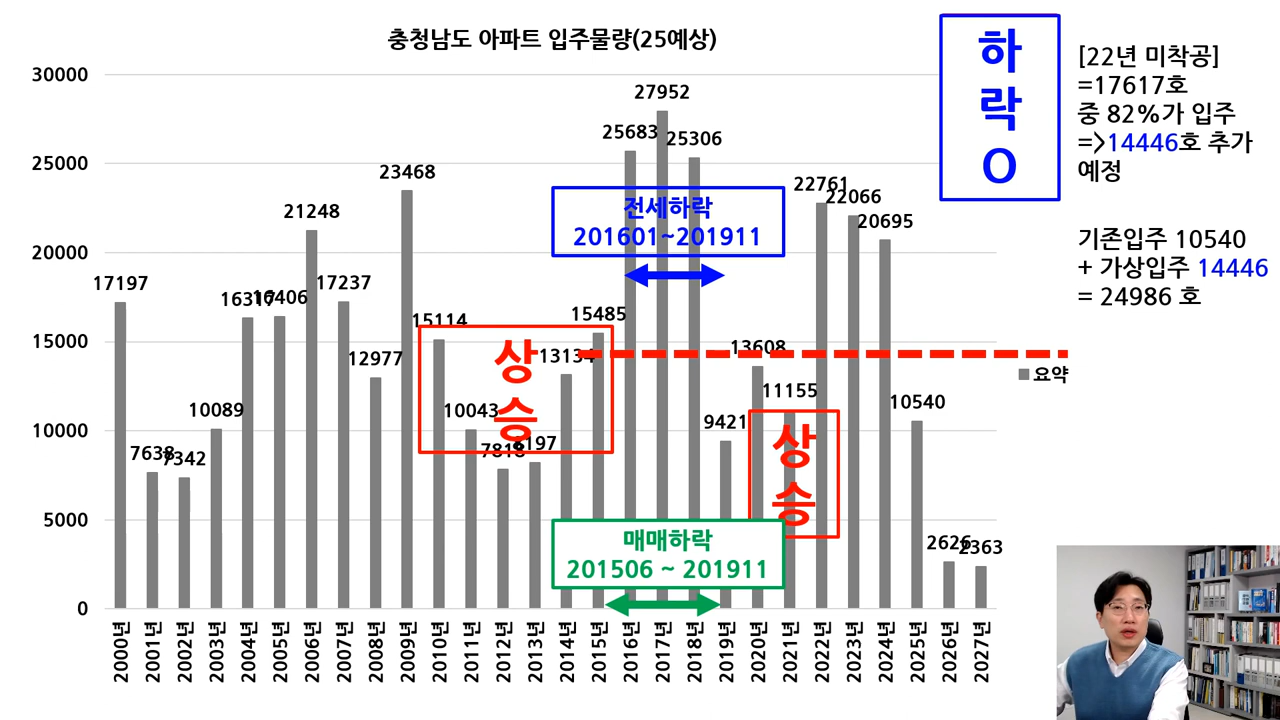 충청남도 아파트 입주물량(25예상)
하
락
O
[22년 미착공]
=17617호
중 82%가 입주
=>14446호 추가
예정
기존입주 10540
+ 가상입주 14446
= 24986 호
30000
25000
20000
15000
10000
5000
0
17197
7638
7342
10089
16317
16406
21248
17237
12977
23468
15114
10043
7818
8197
13134
15485
25683
27952
25306
9421
13608
11155
22761
22066
20695
10540
2626
2363
전세하락
201601~201911
상
승
상
승
매매하락
201506 ~ 201911
요약
2000년
2001년
2002년
2003년
2004년
2005년
2006년
2007년
2008년
2009년
2010년
2011년
2012년
2013년
2014년
2015년
2016년
2017년
2018년
2019년
2020년
2021년
2022년
2023년
2024년
2025년
2026년
2027년